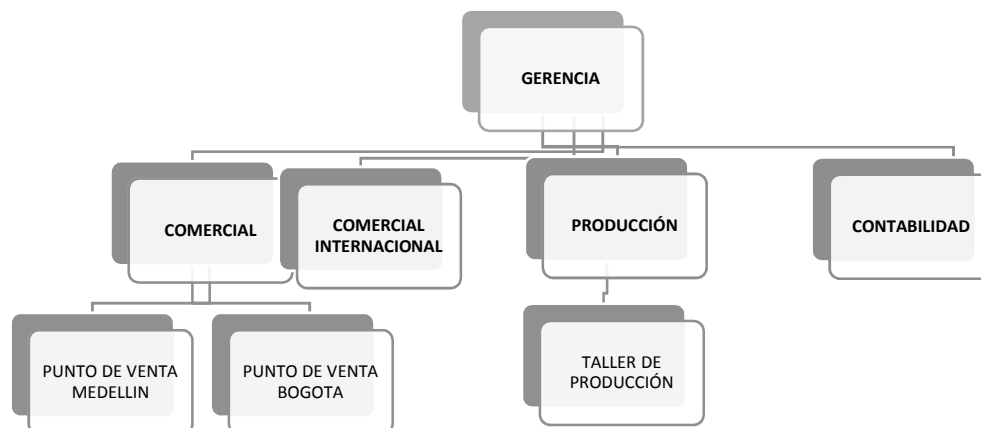 GERENCIA
COMERCIAL
COMERCIAL
INTERNACIONAL
PRODUCCIÓN
CONTABILIDAD
PUNTO DE VENTA
MEDELLIN
PUNTO DE VENTA
BOGOTA
TALLER DE
PRODUCCIÓN